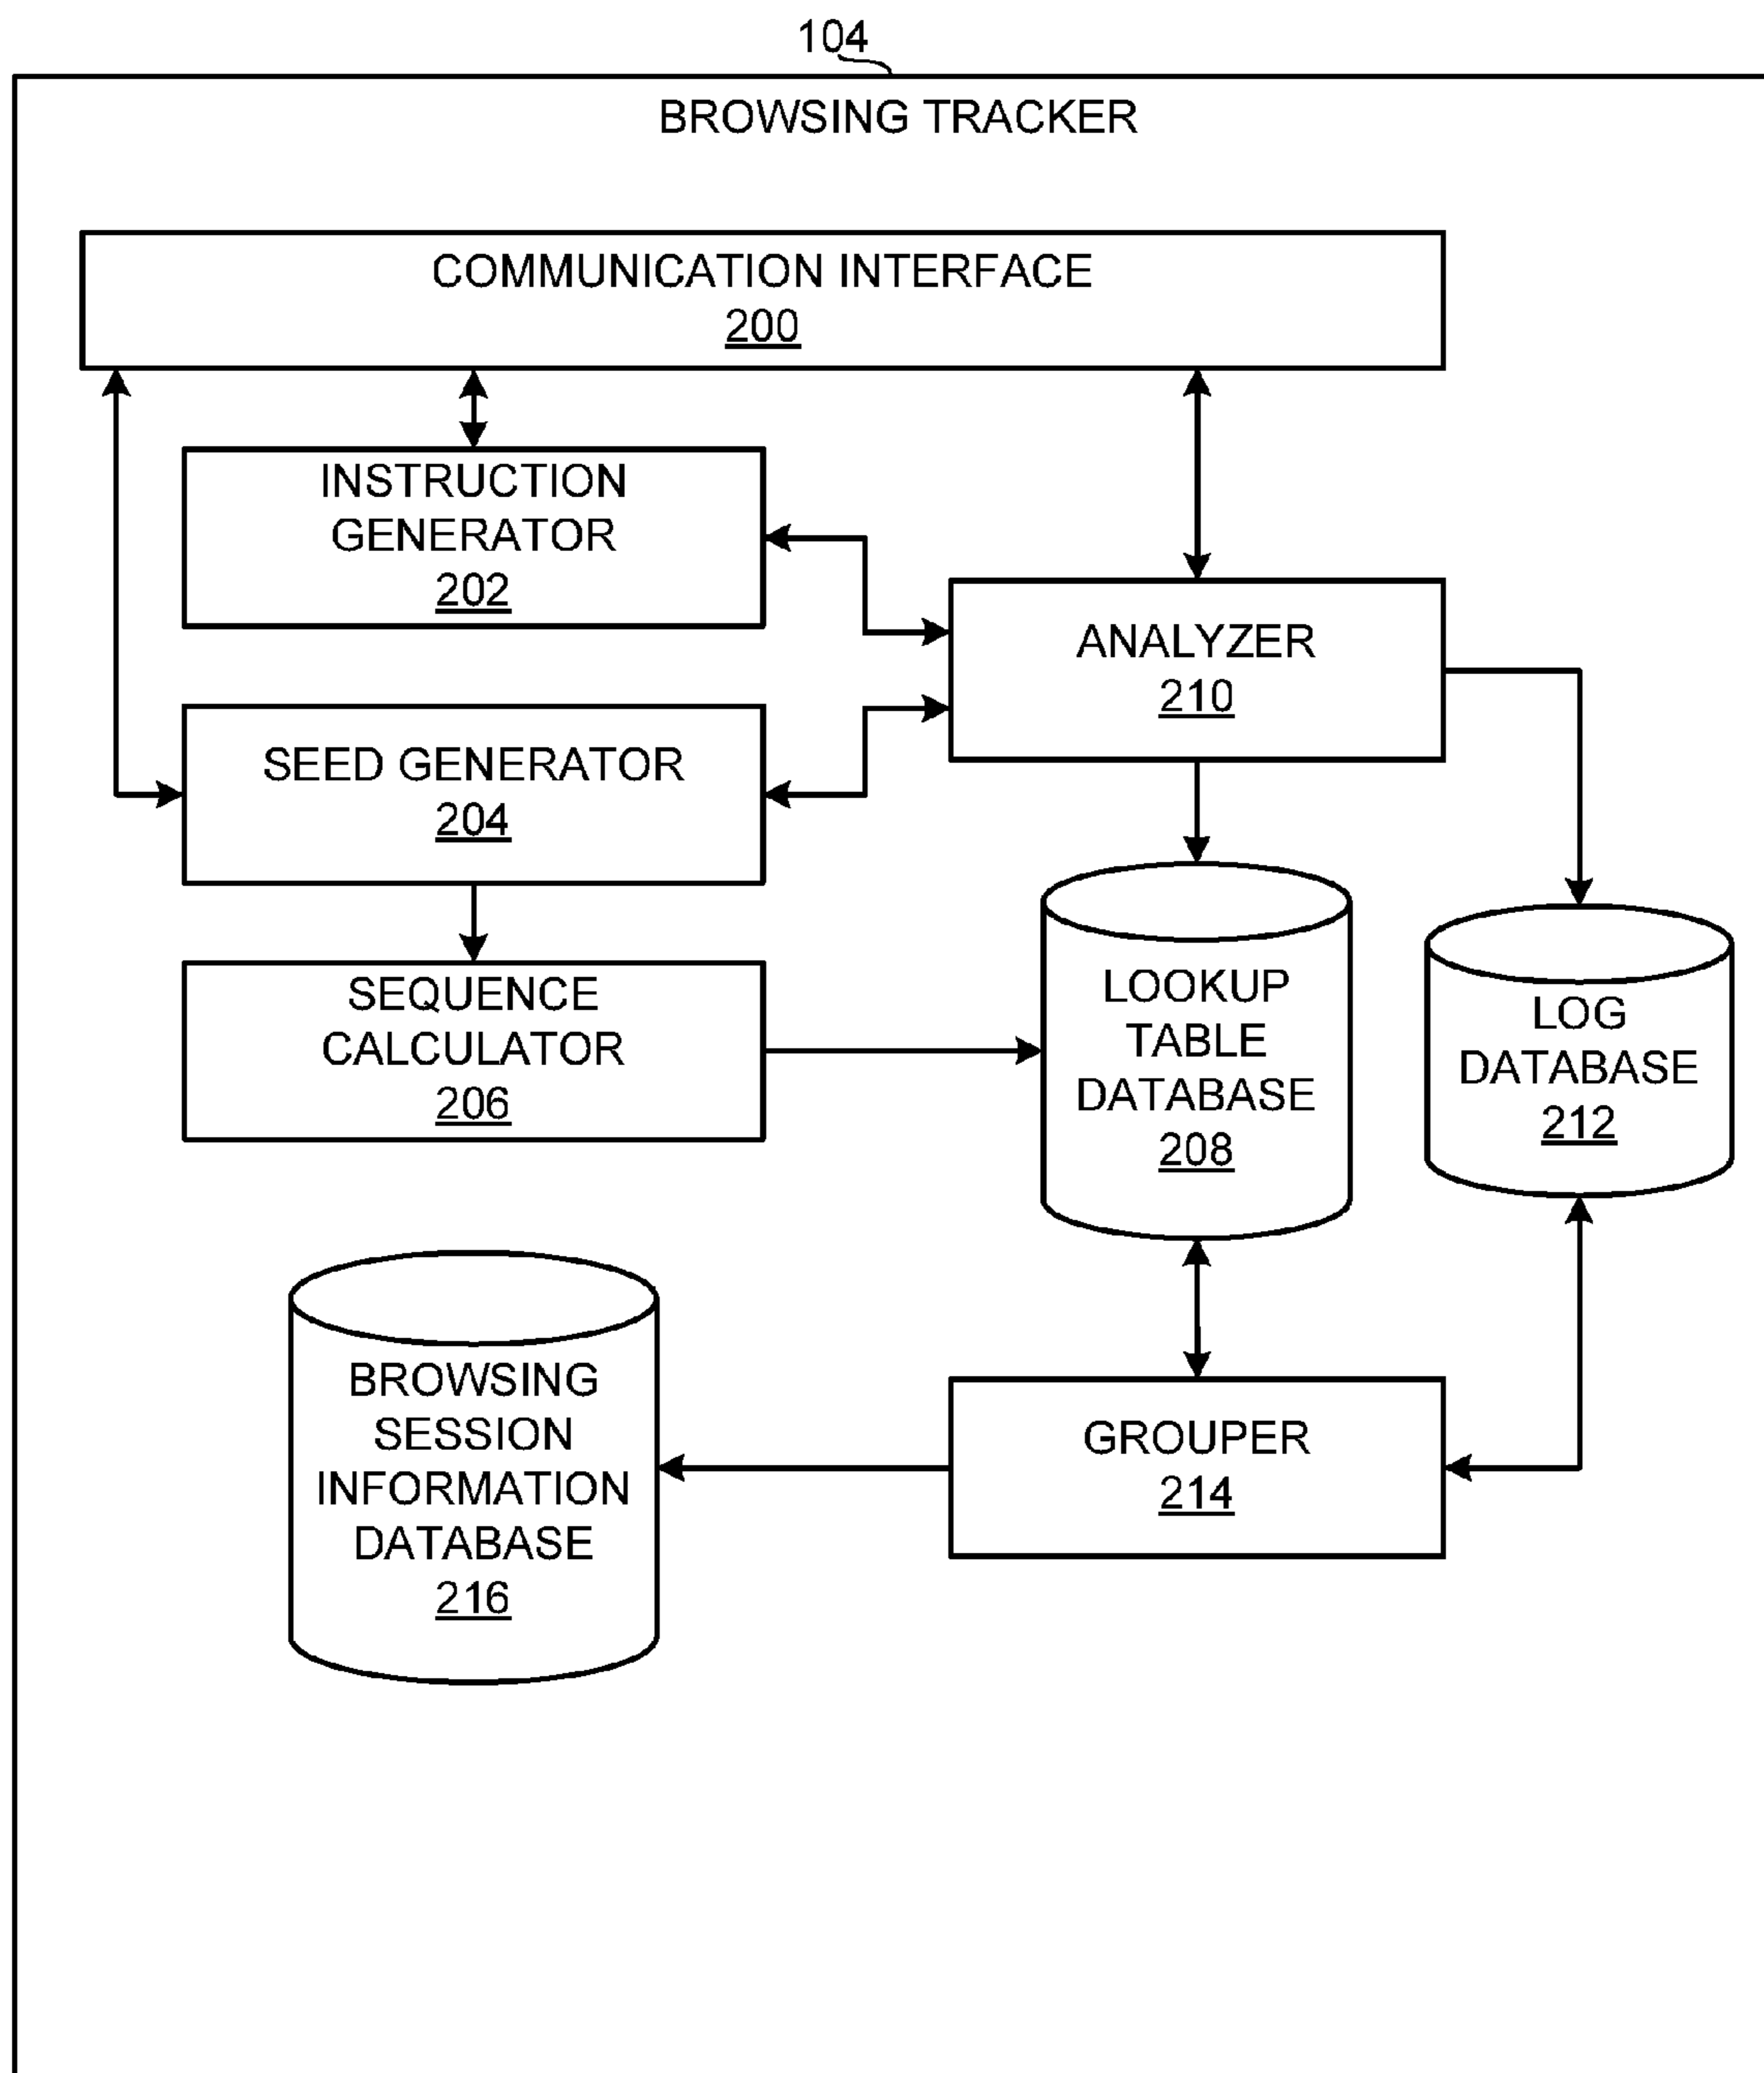 104
BROWSING TRACKER
COMMUNICATION INTERFACE
200
INSTRUCTION
GENERATOR
202
ANALYZER
210
SEED GENERATOR
204
SEQUENCE
CALCULATOR
206
LOOKUP
TABLE
DATABASE
208
LOG
DATABASE
212
BROWSING
SESSION
INFORMATION
DATABASE
216
GROUPER
214